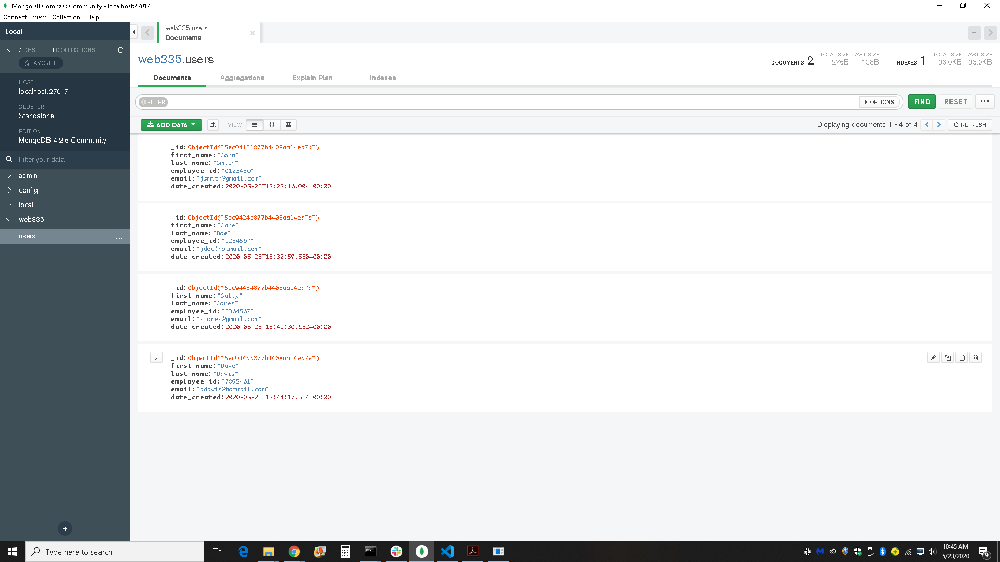 MongoDB Compass Community - localhost:27017
Connect View Collection Help
Local
3 DBS 1 COLLECTIONS
FAVORITE
HOST
localhost:27017
CLUSTER
Standalone
EDITION
MongoDB 4.2.6 Community
Filter your data
admin
config
local
web335
users ...
web335.users
Documents
web335.users
DOCUMENTS 2 TOTAL SIZE 276B AVG. SIZE 138B INDEXES 1 TOTAL SIZE 36.0KB AVG. SIZE 36.0KB
Documents Aggregations Explain Plan Indexes
FILTER OPTIONS FIND RESET ...
ADD DATA VIEW {} Displaying documents 1 - 4 of 4 < > REFRESH
_id: ObjectId("5ec94131877b4408aa14ed7b")
first_name: "John"
last_name: "Smith"
employee_id: "0123456"
email: "jsmith@gmail.com"
date_created: 2020-05-23T15:25:16.904+00:00
_id: ObjectId("5ec9424e877b4408aa14ed7c")
first_name: "Jane"
last_name: "Doe"
employee_id: "1234567"
email: "jdoe@hotmail.com"
date_created: 2020-05-23T15:32:59.550+00:00
_id: ObjectId("5ec94434877b4408aa14ed7d")
first_name: "Sally"
last_name: "Jones"
employee_id: "2364567"
email: "sjones@gmail.com"
date_created: 2020-05-23T15:41:30.652+00:00
_id: ObjectId("5ec944db877b4408aa14ed7e")
first_name: "Dave"
last_name: "Davis"
employee_id: "7895461"
email: "ddavis@hotmail.com"
date_created: 2020-05-23T15:44:17.524+00:00
Type here to search
10:45 AM
5/23/2020
9